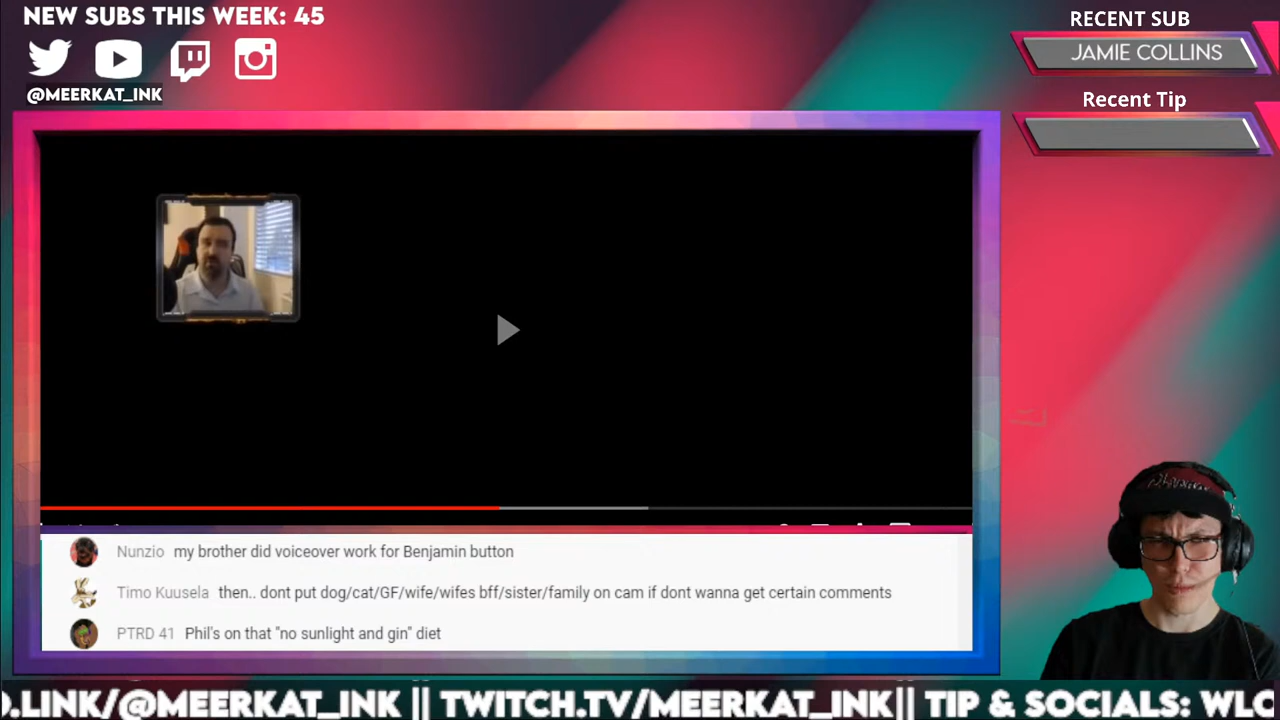 NEW SUBS THIS WEEK: 45
@MEERKAT_INK
RECENT SUB
JAMIE COLLINS
Recent Tip
Nunzio my brother did voiceover work for Benjamin button
Timo Kuusela then.. dont put dog/cat/GF/wife/wifes bff/sister/family on cam if dont wanna get certain comments
PTRD 41 Phil's on that "no sunlight and gin" diet
D.LINK/@MEERKAT_INK || TWITCH.TV/MEERKAT_INK|| TIP & SOCIALS: WLC